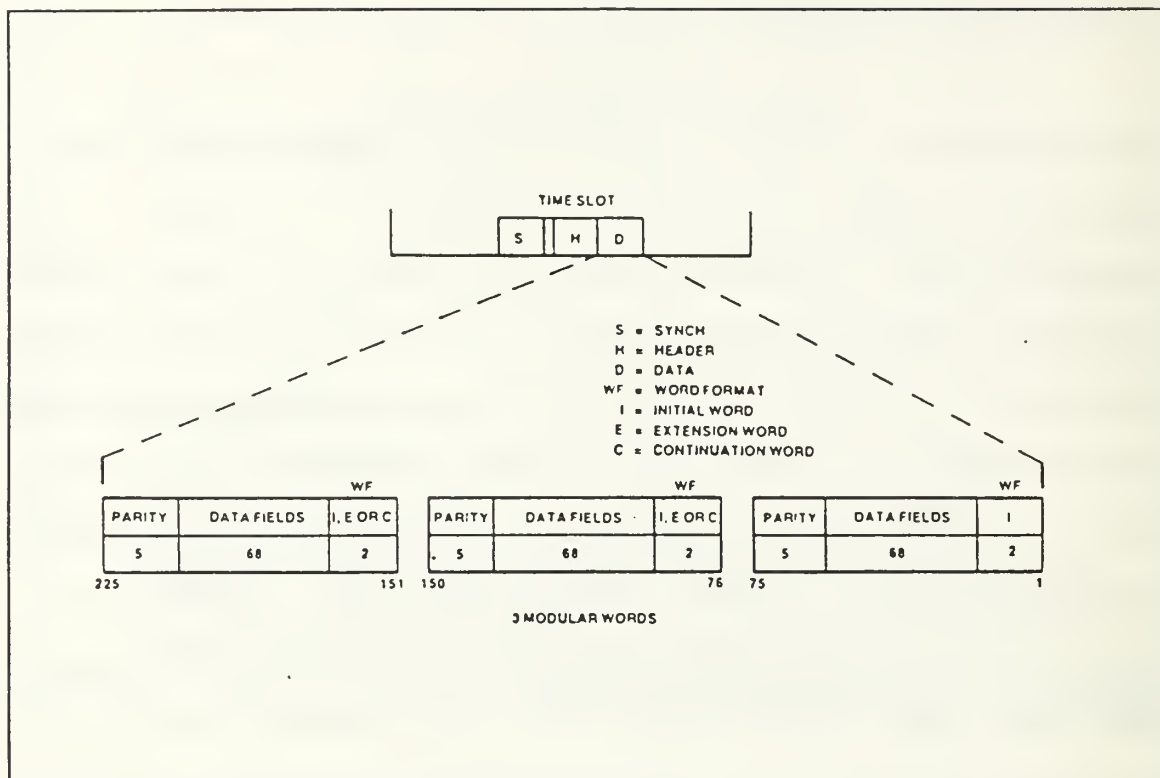 TIME SLOT
S H D
S = SYNCH
H = HEADER
D = DATA
WF = WORD FORMAT
I = INITIAL WORD
E = EXTENSION WORD
C = CONTINUATION WORD
WF WF WF
PARITY DATA FIELDS I, E OR C PARITY DATA FIELDS I, E OR C PARITY DATA FIELDS I
5 68 2 5 68 2 5 68 2
225 151 150 76 75 1
3 MODULAR WORDS